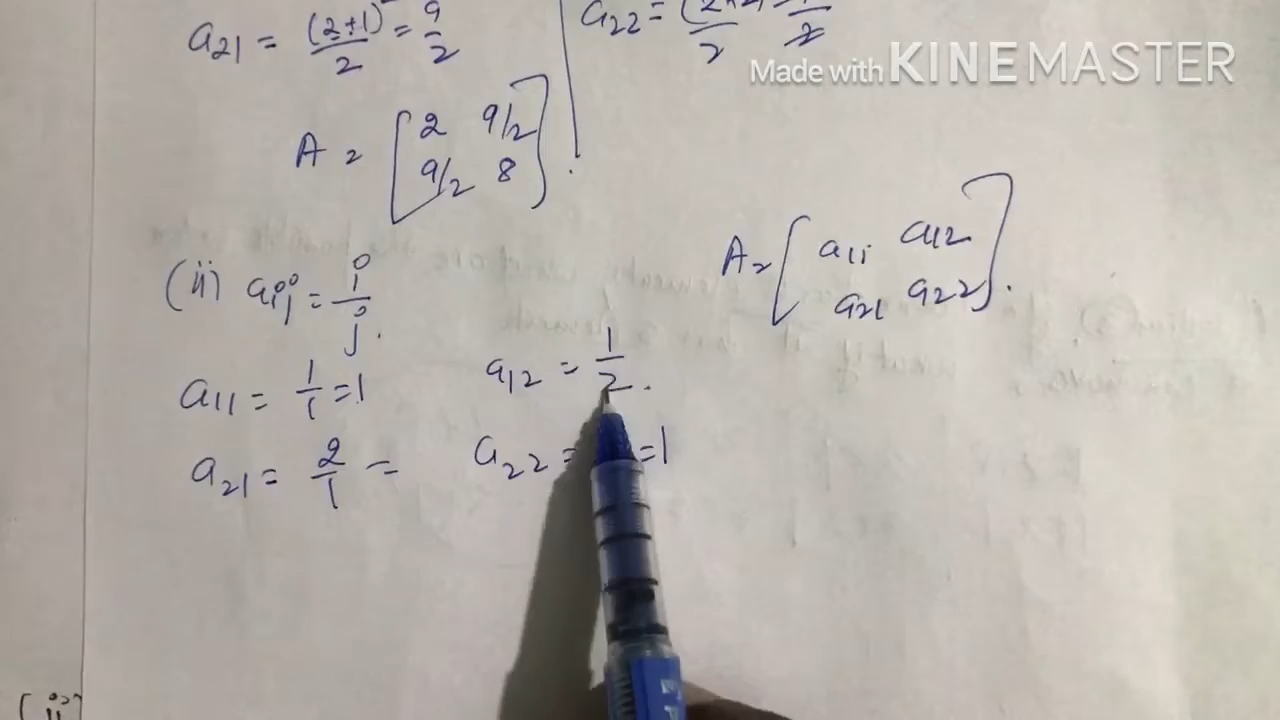 a21 = (2+1)²/2 = 9/2
a22 =
Made with KINEMASTER
A = [2 9/2
9/2 8].
(ii) aij = i/j.
A = [a11 a12
a21 a22].
a11 = 1/1 = 1
a12 = 1/2.
a21 = 2/1 =
a22 = =1